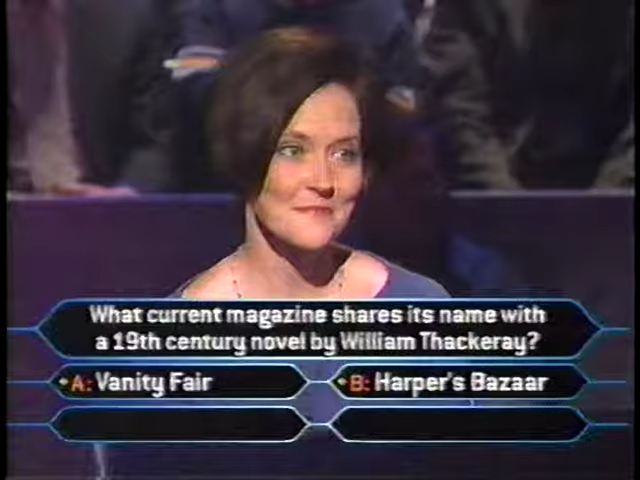 What current magazine shares its name with
a 19th century novel by William Thackeray?
A: Vanity Fair
B: Harper's Bazaar